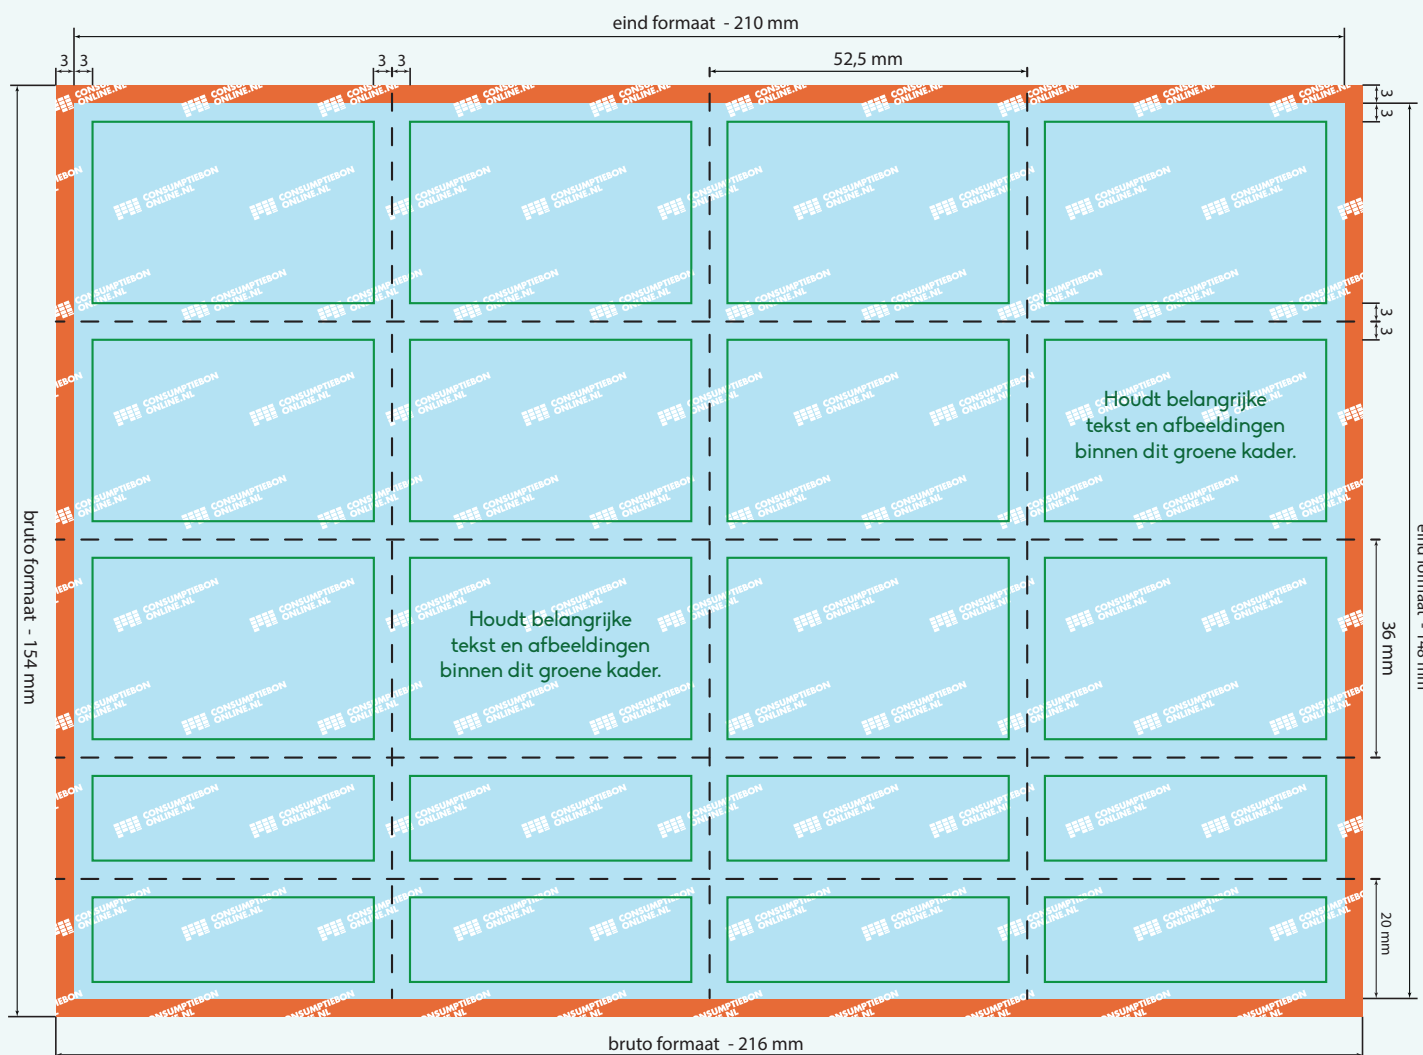 eind formaat - 210 mm
3 3
3 3
52,5 mm
3
3
CONSUMPTIEBON
ONLINE.NL
3
3
Houdt belangrijke
tekst en afbeeldingen
binnen dit groene kader.
bruto formaat - 154 mm
Houdt belangrijke
tekst en afbeeldingen
binnen dit groene kader.
36 mm
20 mm
bruto formaat - 216 mm